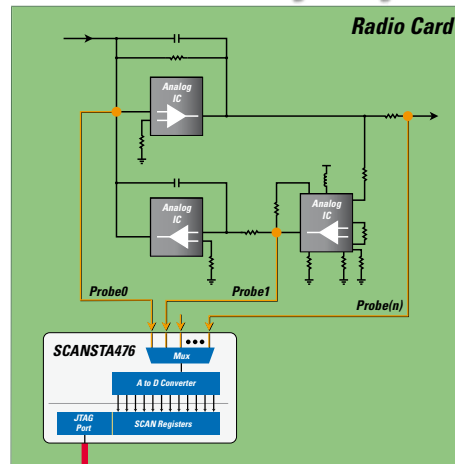 Radio Card
Analog
IC
Analog
IC
Analog
IC
Probe0
Probe1
Probe(n)
SCANSTA476
Mux
A to D Converter
JTAG
Port
SCAN Registers